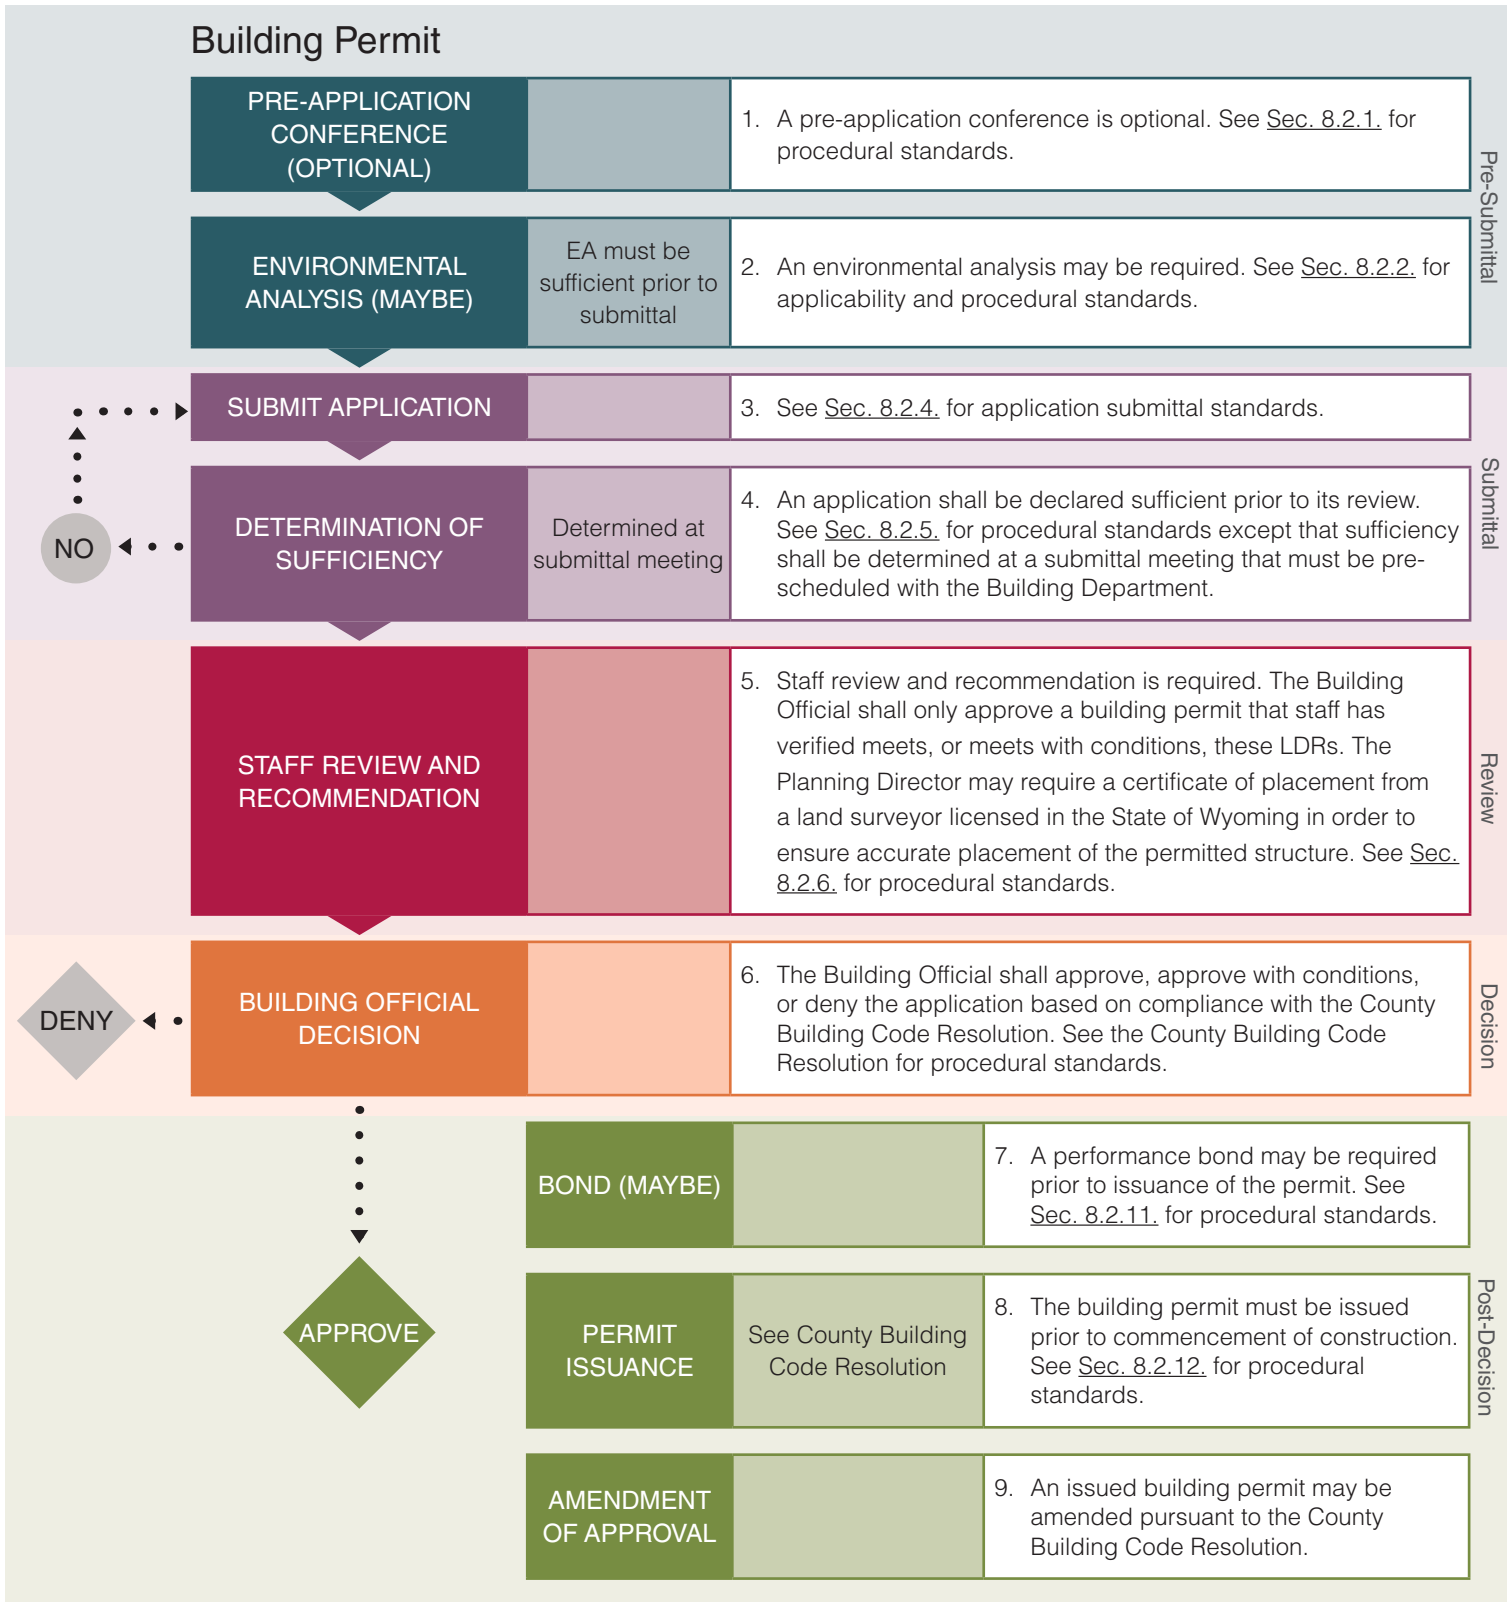 Building Permit
PRE-APPLICATION
CONFERENCE
(OPTIONAL)
1. A pre-application conference is optional. See Sec. 8.2.1. for
procedural standards.
Pre-Submittal
ENVIRONMENTAL
ANALYSIS (MAYBE)
EA must be
sufficient prior to
submittal
2. An environmental analysis may be required. See Sec. 8.2.2. for
applicability and procedural standards.
SUBMIT APPLICATION
3. See Sec. 8.2.4. for application submittal standards.
Submittal
NO
DETERMINATION OF
SUFFICIENCY
Determined at
submittal meeting
4. An application shall be declared sufficient prior to its review.
See Sec. 8.2.5. for procedural standards except that sufficiency
shall be determined at a submittal meeting that must be pre-
scheduled with the Building Department.
STAFF REVIEW AND
RECOMMENDATION
5. Staff review and recommendation is required. The Building
Official shall only approve a building permit that staff has
verified meets, or meets with conditions, these LDRs. The
Planning Director may require a certificate of placement from
a land surveyor licensed in the State of Wyoming in order to
ensure accurate placement of the permitted structure. See Sec.
8.2.6. for procedural standards.
Review
DENY
BUILDING OFFICIAL
DECISION
6. The Building Official shall approve, approve with conditions,
or deny the application based on compliance with the County
Building Code Resolution. See the County Building Code
Resolution for procedural standards.
Decision
BOND (MAYBE)
7. A performance bond may be required
prior to issuance of the permit. See
Sec. 8.2.11. for procedural standards.
APPROVE
PERMIT
ISSUANCE
See County Building
Code Resolution
8. The building permit must be issued
prior to commencement of construction.
See Sec. 8.2.12. for procedural
standards.
Post-Decision
AMENDMENT
OF APPROVAL
9. An issued building permit may be
amended pursuant to the County
Building Code Resolution.